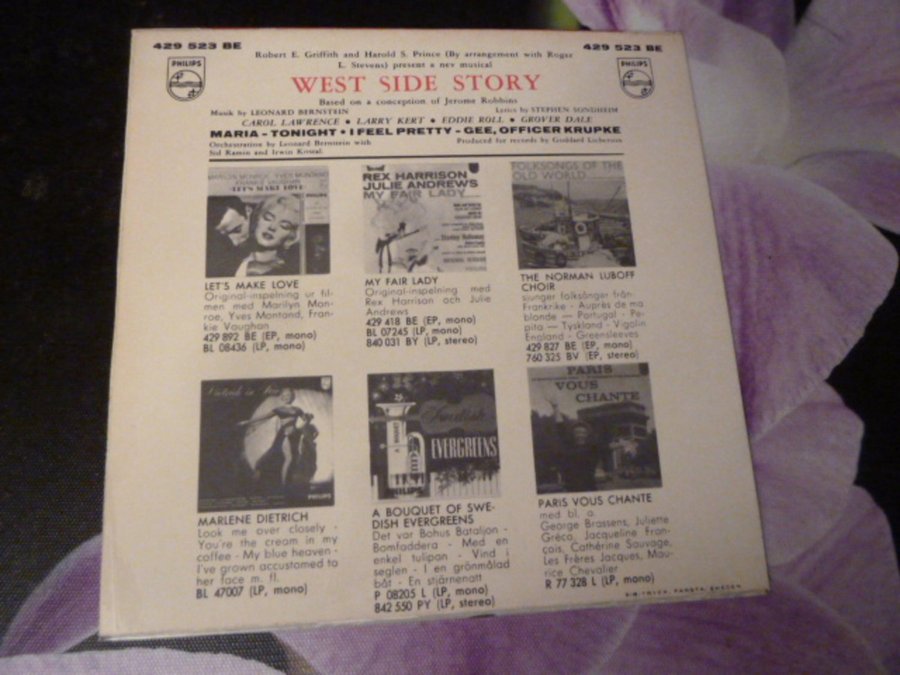 429 523 BE
429 523 BE
Robert E. Griffith and Harold S. Prince (By arrangement with Roger
L. Stevens) present a new musical
PHILIPS
PHILIPS
WEST SIDE STORY
Based on a conception of Jerome Robbins
Musik by LEONARD BERNSTEIN
Lyrics by STEPHEN SONDHEIM
CAROL LAWRENCE • LARRY KERT • EDDIE ROLL • GROVER DALE
MARIA - TONIGHT • I FEEL PRETTY - GEE, OFFICER KRUPKE
Orchestration by Leonard Bernstein with
Sid Ramin and Irwin Kostal
Produced for records by Goddard Lieberson
MARILYN MONROE, YVES MONTAND
FRANKIE VAUGHAN
LET'S MAKE LOVE
REX HARRISON
JULIE ANDREWS
MY FAIR LADY
FOLKSONGS OF THE
OLD WORLD
LET'S MAKE LOVE
Original-inspelning ur fil-
men med Marilyn Mon-
roe, Yves Montand, Fran-
kie Vaughan
429 892 BE (EP, mono)
BL 08436 (LP, mono)
MY FAIR LADY
Original-inspelning med
Rex Harrison och Julie
Andrews
429 418 BE (EP, mono)
BL 07245 (LP, mono)
840 031 BY (LP, stereo)
THE NORMAN LUBOFF
CHOIR
sjunger folksånger från:
Frankrike - Auprès de ma
blonde — Portugal - Pe-
pita — Tyskland - Vigolin
England - Greensleeves
429 827 BE (EP, mono)
760 325 BV (EP, stereo)
PHILIPS
Swedish
EVERGREENS
PHILIPS
PARIS
VOUS
CHANTE
MARLENE DIETRICH
Look me over closely -
You're the cream in my
coffee - My blue heaven -
I've grown accustomed to
her face m. fl.
BL 47007 (LP, mono)
A BOUQUET OF SWE-
DISH EVERGREENS
Det var Bohus Bataljon -
Bomfaddera - Med en
enkel tulipan - Vind i
seglen - I en grönmålad
båt - En stjärnenatt
P 08205 L (LP, mono)
842 550 PY (LP, stereo)
PARIS VOUS CHANTE
med bl. a.
George Brassens, Juliette
Gréco, Jacqueline Fran-
çois, Cathérine Sauvage,
Les Frères Jacques, Mau-
rice Chevalier
R 77 328 L (LP, mono)